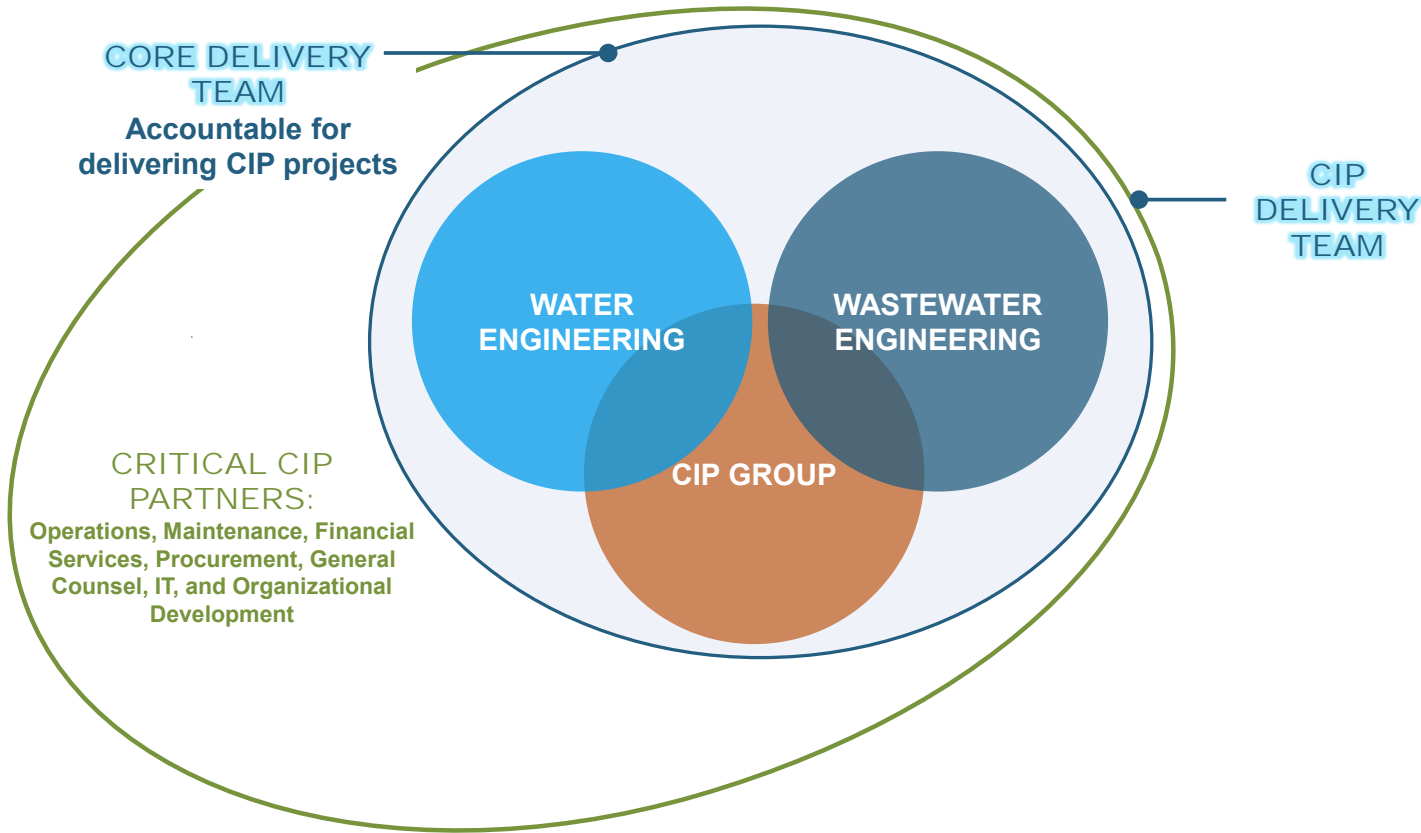 CORE DELIVERY
TEAM
Accountable for
delivering CIP projects
CIP
DELIVERY
TEAM
WATER
ENGINEERING
WASTEWATER
ENGINEERING
CIP GROUP
CRITICAL CIP
PARTNERS:
Operations, Maintenance, Financial
Services, Procurement, General
Counsel, IT, and Organizational
Development